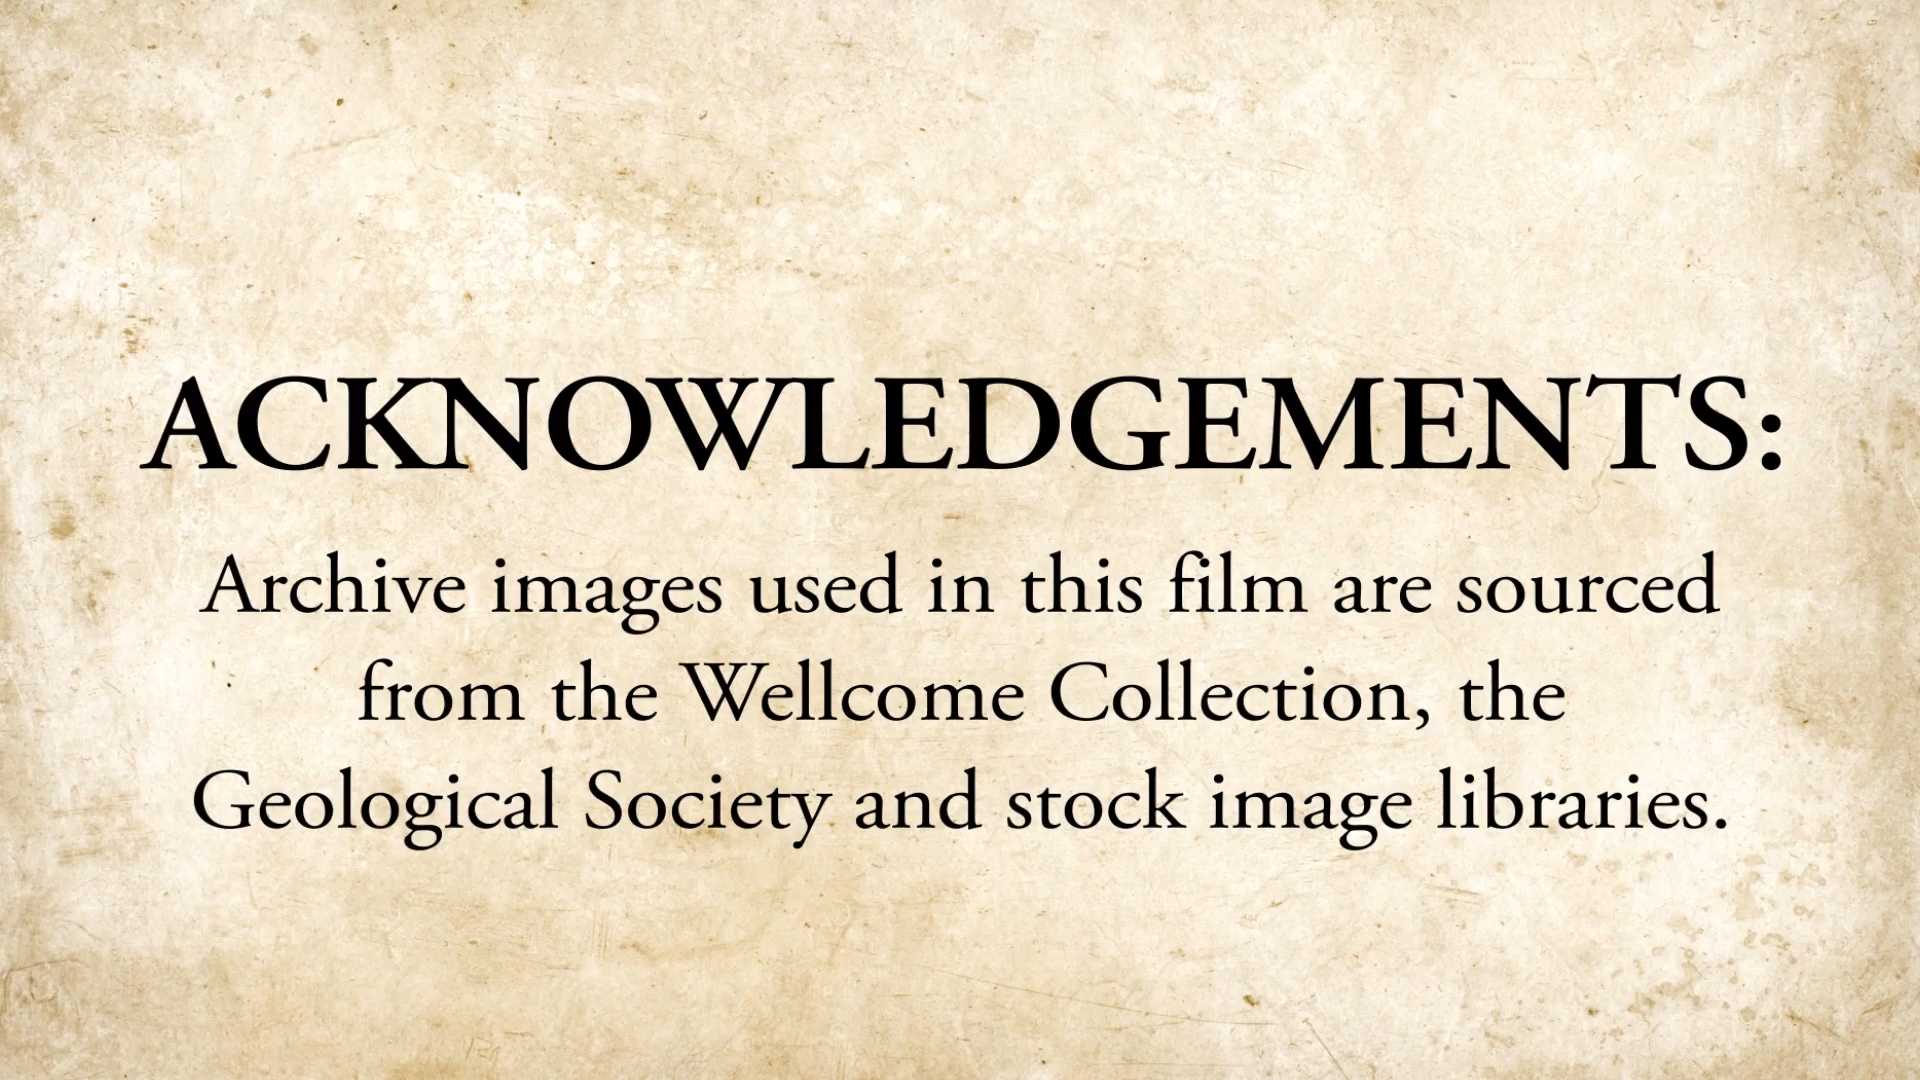 ACKNOWLEDGEMENTS:
Archive images used in this film are sourced
from the Wellcome Collection, the
Geological Society and stock image libraries.